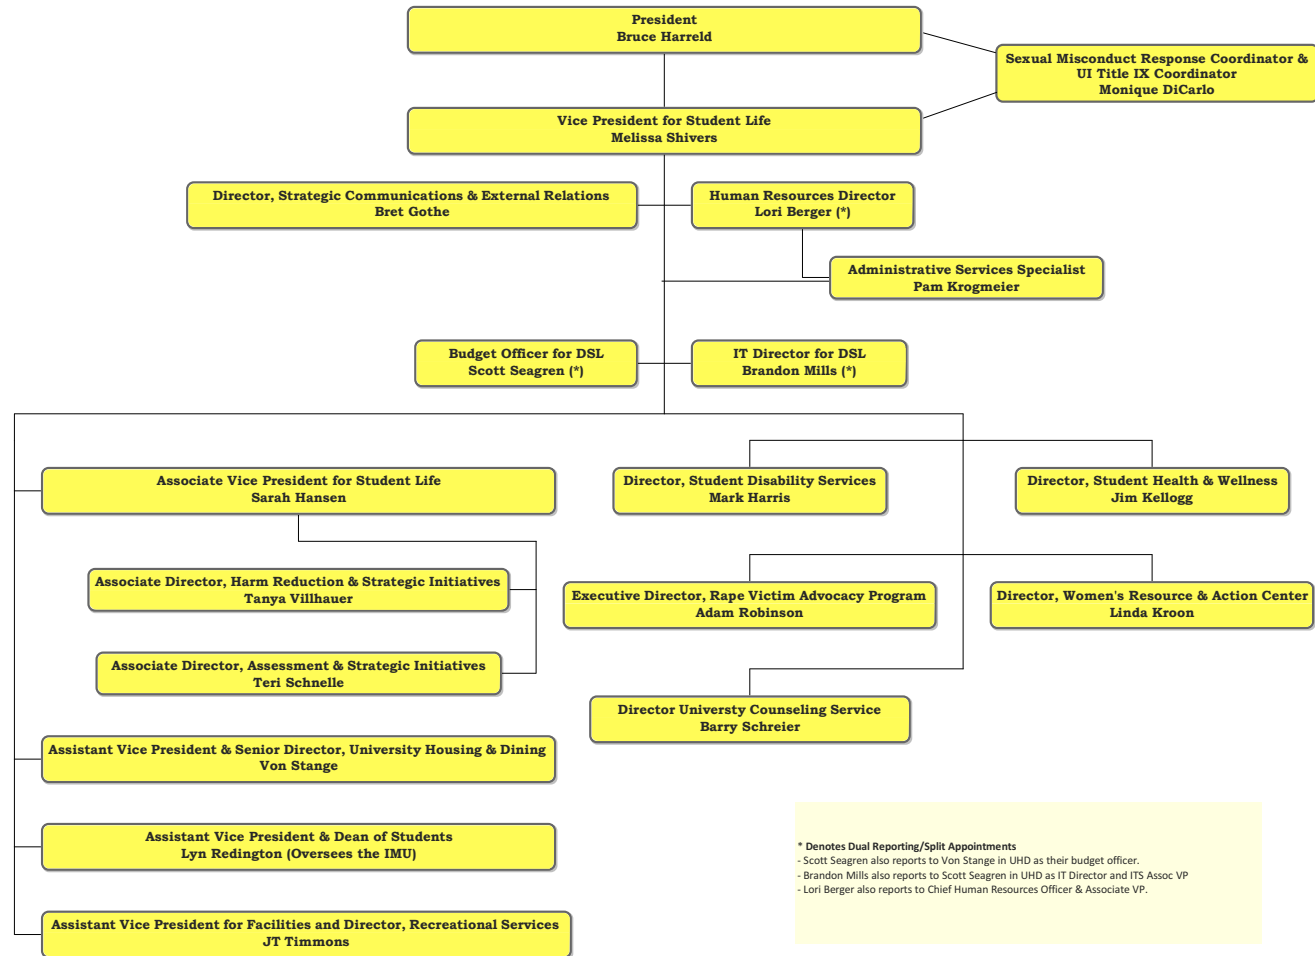 President
Bruce Harreld
Sexual Misconduct Response Coordinator &
UI Title IX Coordinator
Monique DiCarlo
Vice President for Student Life
Melissa Shivers
Director, Strategic Communications & External Relations
Bret Gothe
Human Resources Director
Lori Berger (*)
Administrative Services Specialist
Pam Krogmeier
Budget Officer for DSL
Scott Seagren (*)
IT Director for DSL
Brandon Mills (*)
Associate Vice President for Student Life
Sarah Hansen
Director, Student Disability Services
Mark Harris
Director, Student Health & Wellness
Jim Kellogg
Associate Director, Harm Reduction & Strategic Initiatives
Tanya Villhauer
Executive Director, Rape Victim Advocacy Program
Adam Robinson
Director, Women's Resource & Action Center
Linda Kroon
Associate Director, Assessment & Strategic Initiatives
Teri Schnelle
Director Universty Counseling Service
Barry Schreier
Assistant Vice President & Senior Director, University Housing & Dining
Von Stange
Assistant Vice President & Dean of Students
Lyn Redington (Oversees the IMU)
Assistant Vice President for Facilities and Director, Recreational Services
JT Timmons
* Denotes Dual Reporting/Split Appointments
- Scott Seagren also reports to Von Stange in UHD as their budget officer.
- Brandon Mills also reports to Scott Seagren in UHD as IT Director and ITS Assoc VP
- Lori Berger also reports to Chief Human Resources Officer & Associate VP.